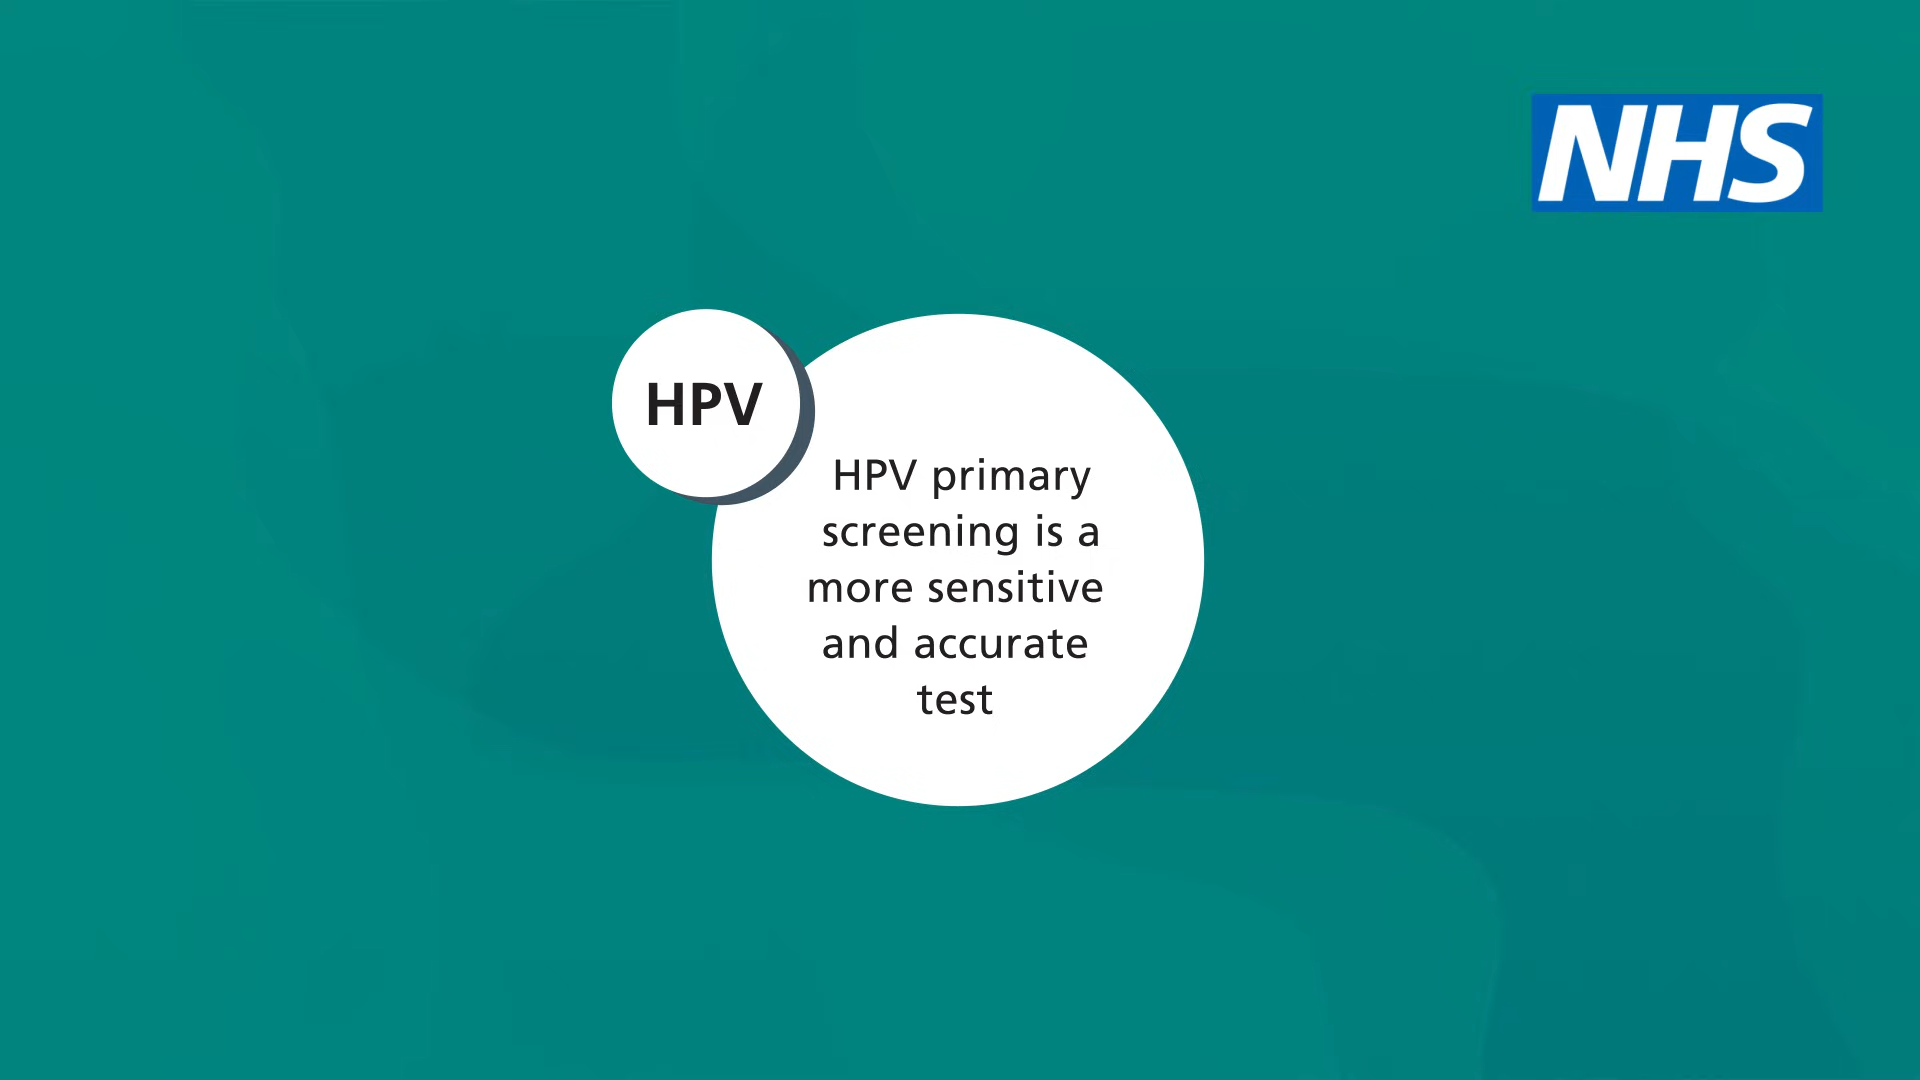 NHS
HPV
HPV primary
screening is a
more sensitive
and accurate
test